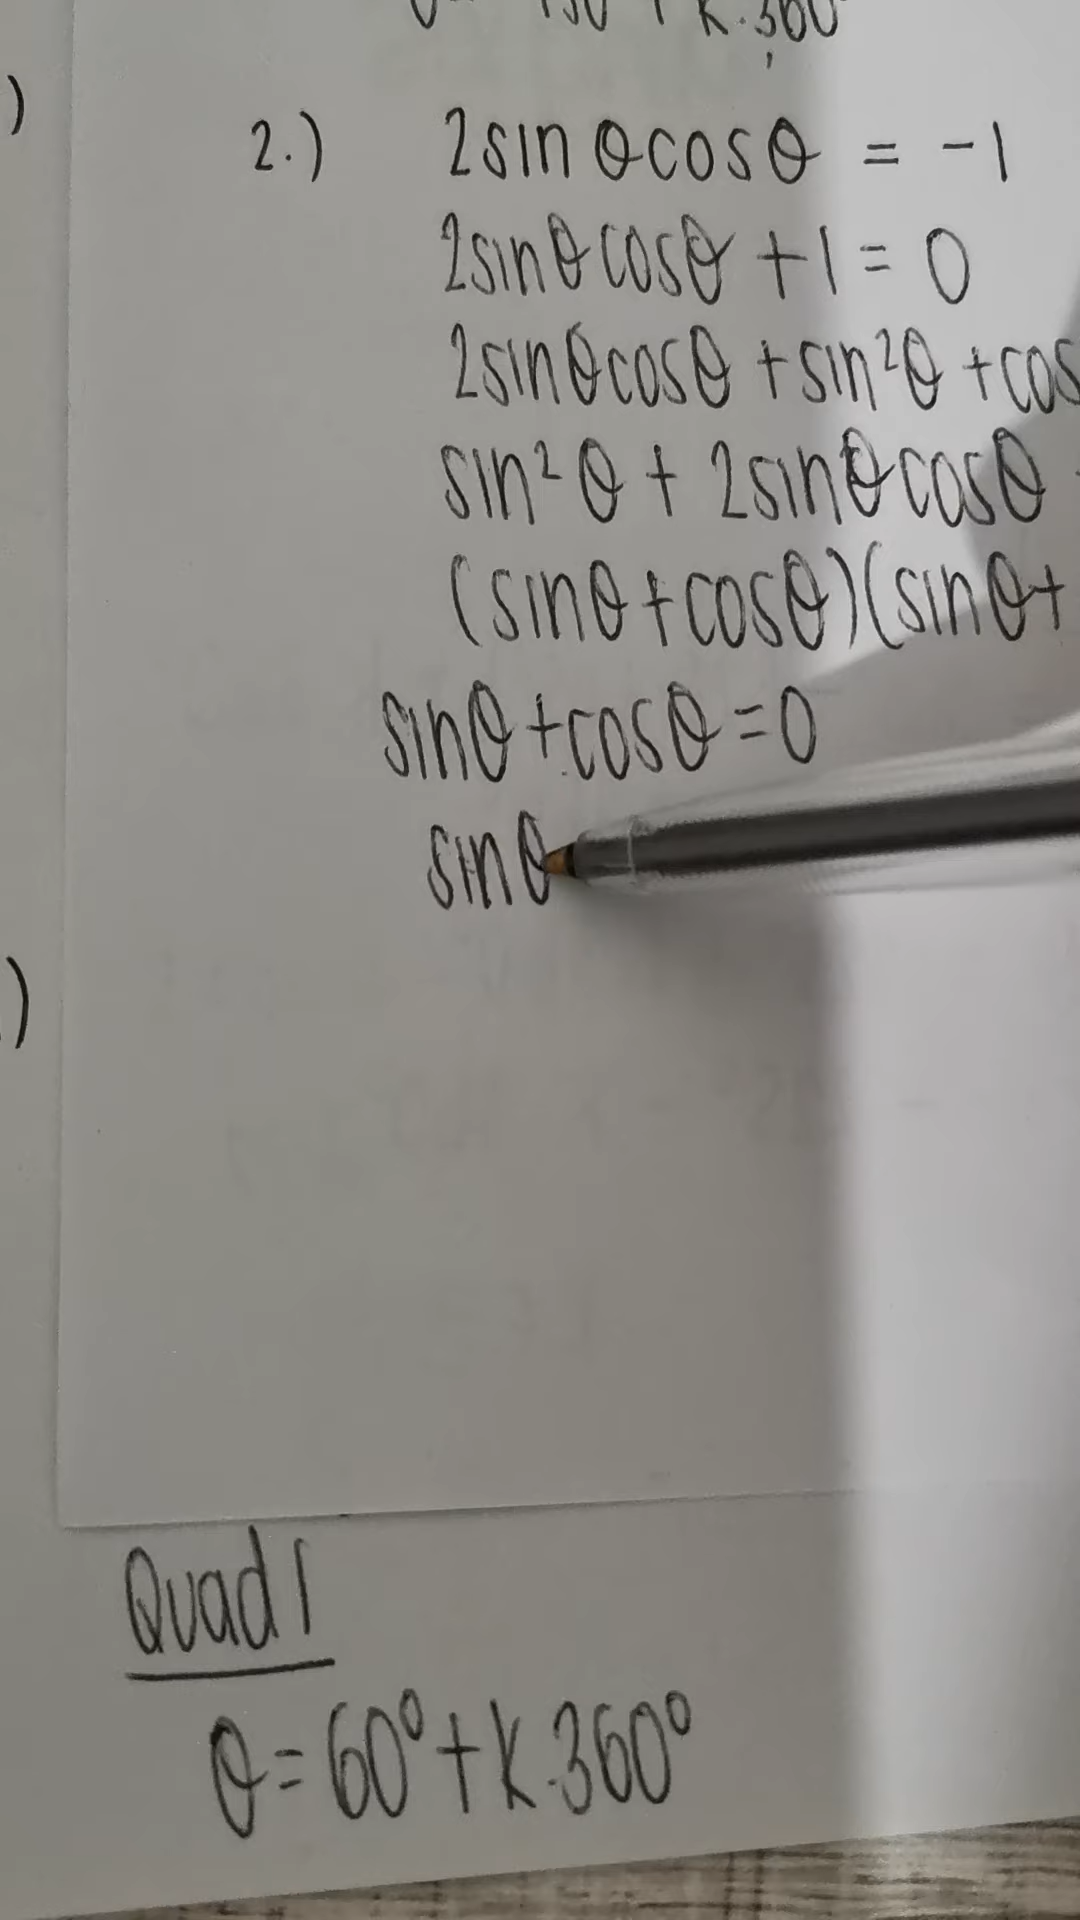 )
2.) 2sinθcosθ = -1
2sinθcosθ + 1 = 0
2sinθcosθ + sin²θ + cos
sin²θ + 2sinθcosθ
(sinθ + cosθ)(sinθ +
sinθ + cosθ = 0
sinθ
)
Quad 1
θ = 60° + k.360°